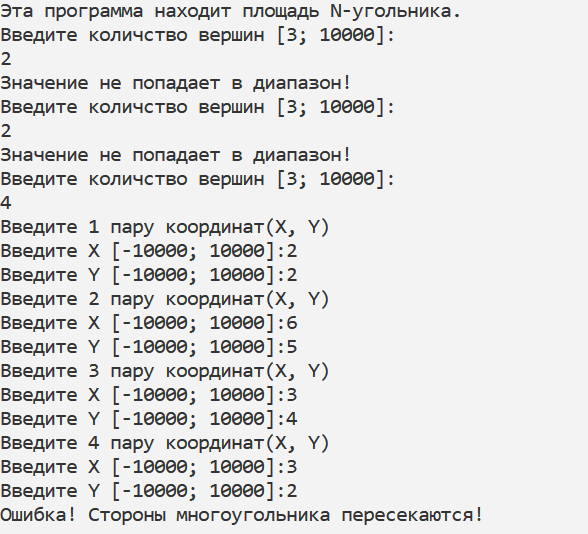 Эта программа находит площадь N-угольника.
Введите количство вершин [3; 10000]:
2
Значение не попадает в диапазон!
Введите количство вершин [3; 10000]:
2
Значение не попадает в диапазон!
Введите количство вершин [3; 10000]:
4
Введите 1 пару координат(X, Y)
Введите X [-10000; 10000]:2
Введите Y [-10000; 10000]:2
Введите 2 пару координат(X, Y)
Введите X [-10000; 10000]:6
Введите Y [-10000; 10000]:5
Введите 3 пару координат(X, Y)
Введите X [-10000; 10000]:3
Введите Y [-10000; 10000]:4
Введите 4 пару координат(X, Y)
Введите X [-10000; 10000]:3
Введите Y [-10000; 10000]:2
Ошибка! Стороны многоугольника пересекаются!